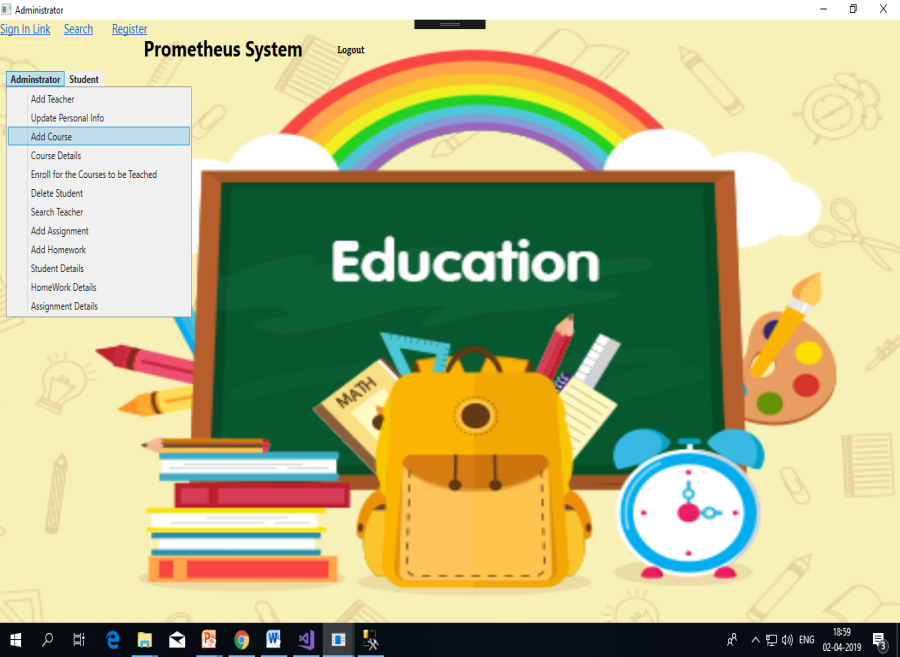 Administrator
Sign In Link Search Register
Prometheus System Logout
Adminstrator Student
Add Teacher
Update Personal Info
Add Course
Course Details
Enroll for the Courses to be Teached
Delete Student
Search Teacher
Add Assignment
Add Homework
Student Details
HomeWork Details
Assignment Details
Education
MATH
ENG
18:59
02-04-2019
3